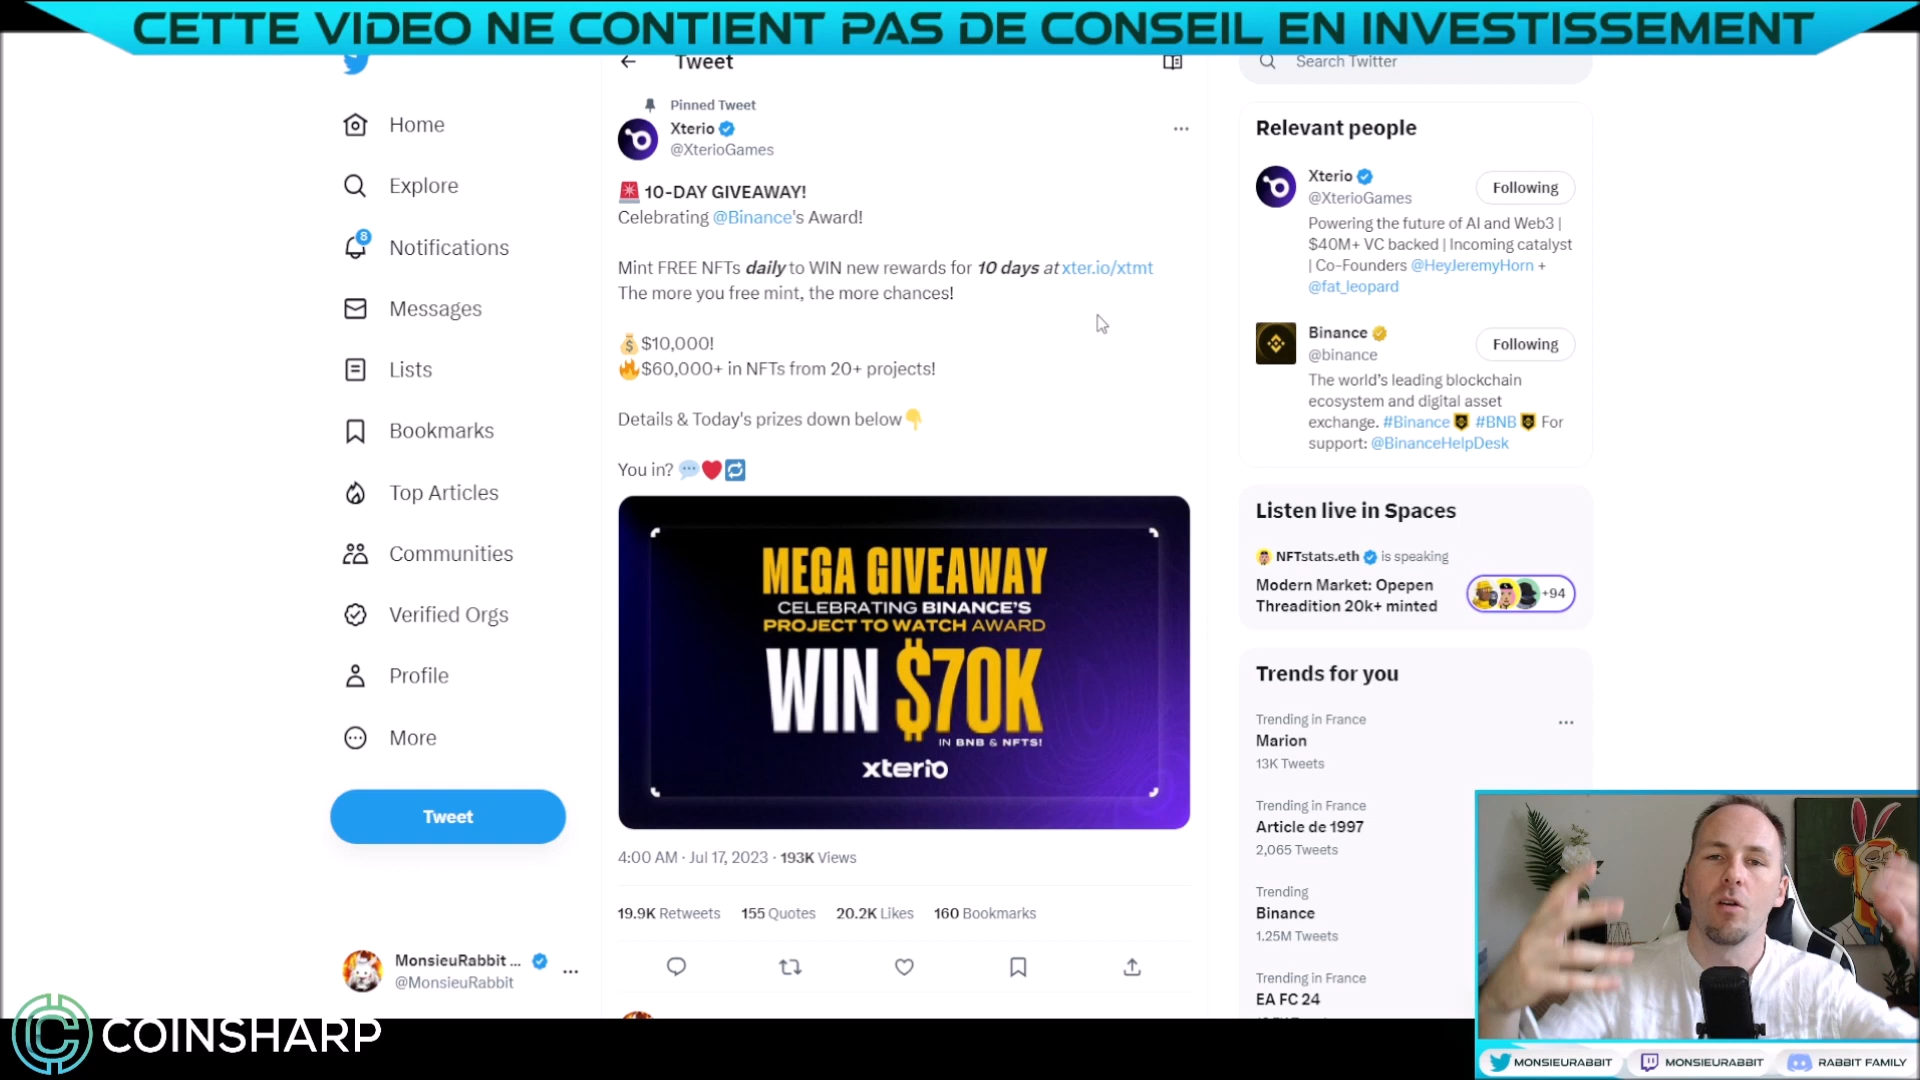 CETTE VIDEO NE CONTIENT PAS DE CONSEIL EN INVESTISSEMENT
Home
Explore
8
Notifications
Messages
Lists
Bookmarks
Top Articles
Communities
Verified Orgs
Profile
More
Tweet
MonsieurRabbit ...
@MonsieuRabbit
COINSHARP
Tweet
Pinned Tweet
Xterio
@XterioGames
10-DAY GIVEAWAY!
Celebrating @Binance's Award!
Mint FREE NFTs daily to WIN new rewards for 10 days at xter.io/xtmt
The more you free mint, the more chances!
$10,000!
$60,000+ in NFTs from 20+ projects!
Details & Today's prizes down below
You in?
MEGA GIVEAWAY
CELEBRATING BINANCE'S
PROJECT TO WATCH AWARD
WIN $70K
IN BNB & NFTS!
xterio
4:00 AM · Jul 17, 2023 · 193K Views
19.9K Retweets 155 Quotes 20.2K Likes 160 Bookmarks
Search Twitter
Relevant people
Xterio
@XterioGames
Following
Powering the future of AI and Web3 |
$40M+ VC backed | Incoming catalyst
| Co-Founders @HeyJeremyHorn +
@fat_leopard
Binance
@binance
Following
The world's leading blockchain
ecosystem and digital asset
exchange. #Binance #BNB For
support: @BinanceHelpDesk
Listen live in Spaces
NFTstats.eth is speaking
Modern Market: Opepen
Threadition 20k+ minted
+94
Trends for you
Trending in France
Marion
13K Tweets
Trending in France
Article de 1997
2,065 Tweets
Trending
Binance
1.25M Tweets
Trending in France
EA FC 24
MONSIEURABBIT
MONSIEURABBIT
RABBIT FAMILY